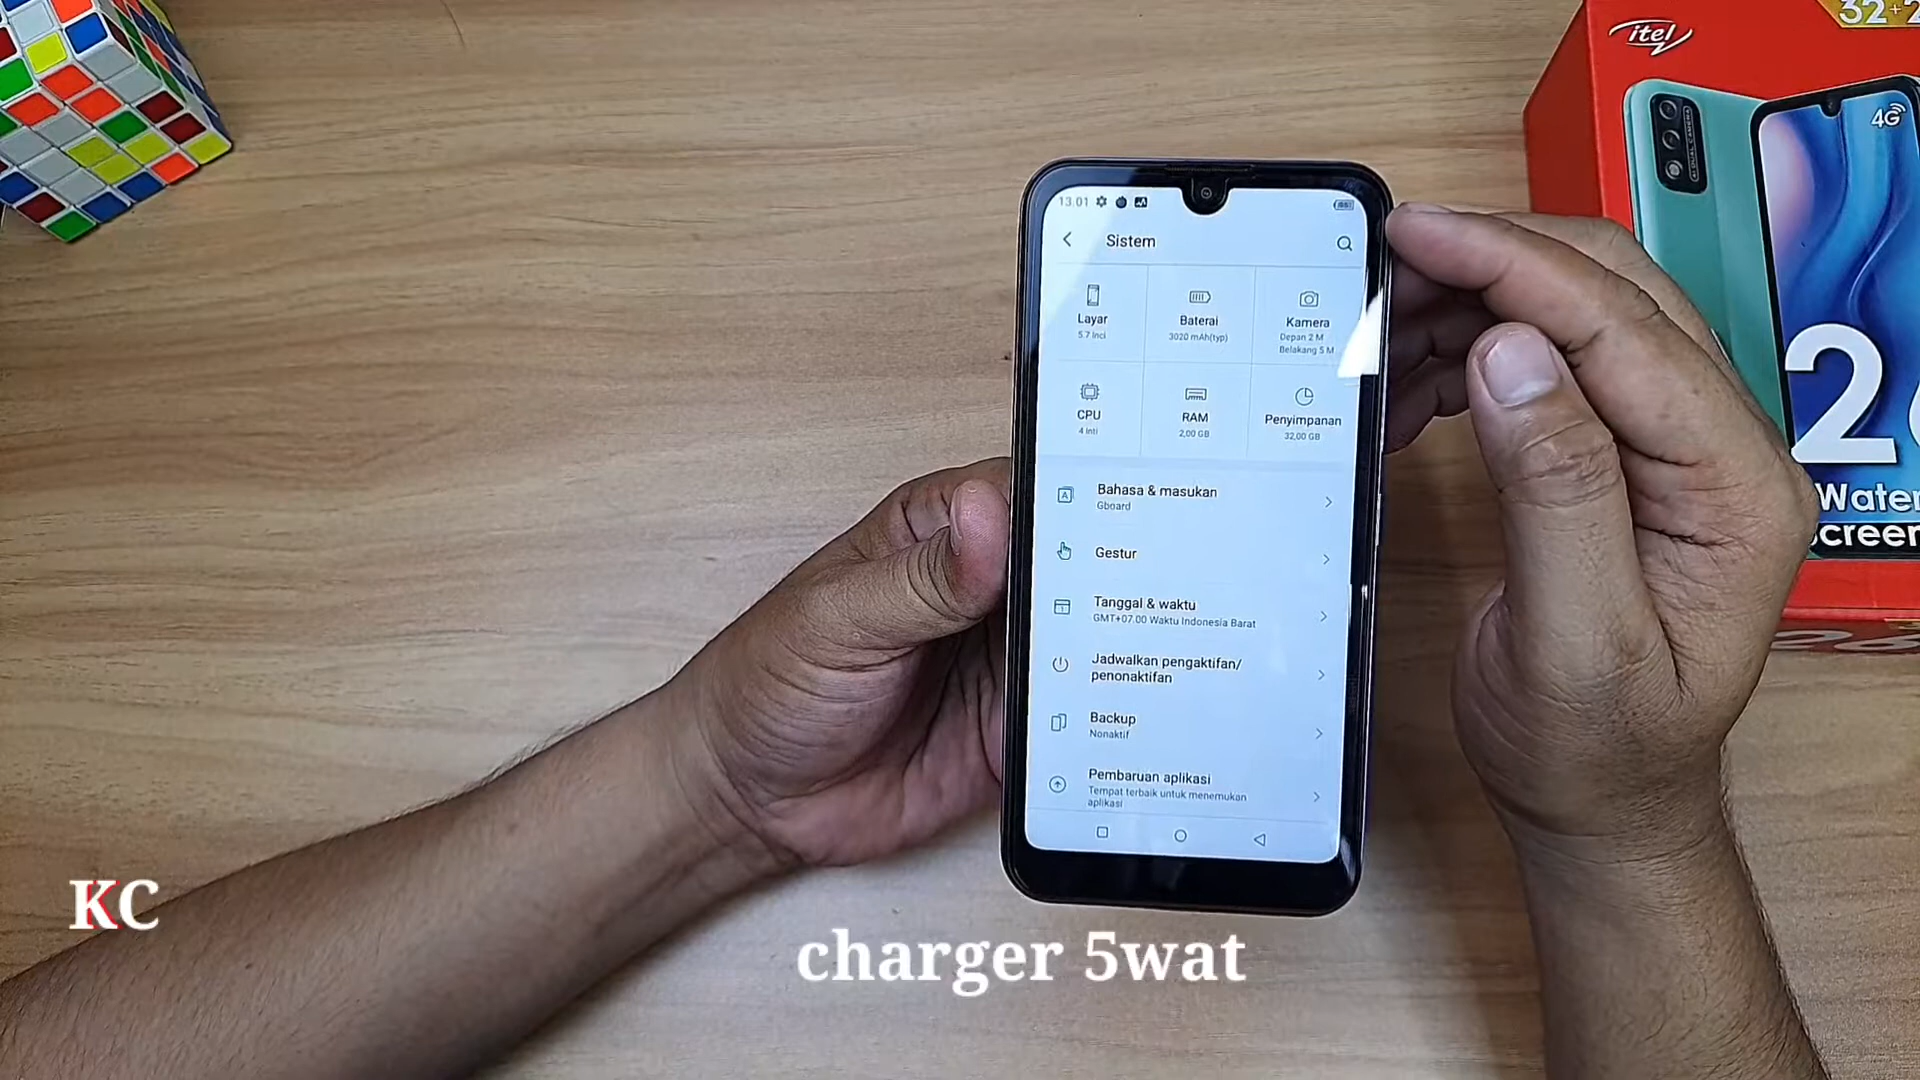 itel
4G
AI DUAL CAMERA
Water
13.01
Sistem
Layar
5.7 Inci
Baterai
3020 mAh(typ)
Kamera
Depan 2 M
Belakang 5 M
CPU
4 Inti
RAM
2,00 GB
Penyimpanan
32,00 GB
Bahasa & masukan
Gboard
Gestur
Tanggal & waktu
GMT+07.00 Waktu Indonesia Barat
Jadwalkan pengaktifan/
penonaktifan
Backup
Nonaktif
Pembaruan aplikasi
Tempat terbaik untuk menemukan
aplikasi
KC
charger 5wat